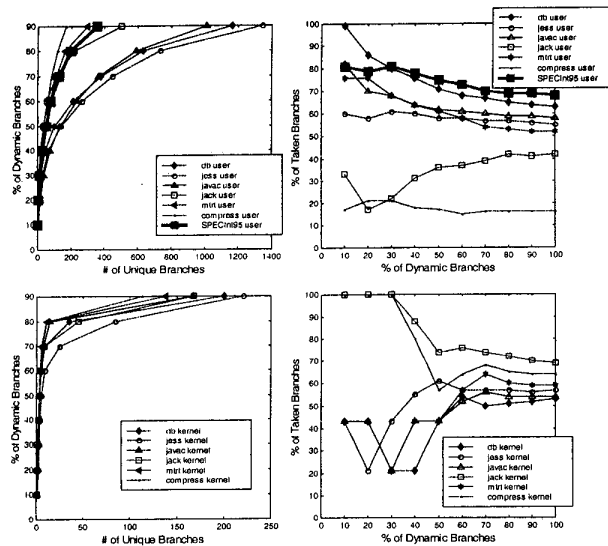 % of Dynamic Branches
90
80
70
60
50
40
30
20
10
0
0 200 400 600 800 1000 1200 1400
# of Unique Branches
db user
jess user
javac user
jack user
mtrt user
compress user
SPECInt95 user
% of Taken Branches
100
80
60
40
20
0
10 20 30 40 50 60 70 80 90 100
% of Dynamic Branches
db user
jess user
javac user
jack user
mtrt user
compress user
SPECInt95 user
% of Dynamic Branches
90
80
70
60
50
40
30
20
10
0
0 50 100 150 200 250
# of Unique Branches
db kernel
jess kernel
javac kernel
jack kernel
mtrt kernel
compress kernel
% of Taken Branches
100
90
80
70
60
50
40
30
20
10
0
10 20 30 40 50 60 70 80 90 100
% of Dynamic Branches
db kernel
jess kernel
javac kernel
jack kernel
mtrt kernel
compress kernel